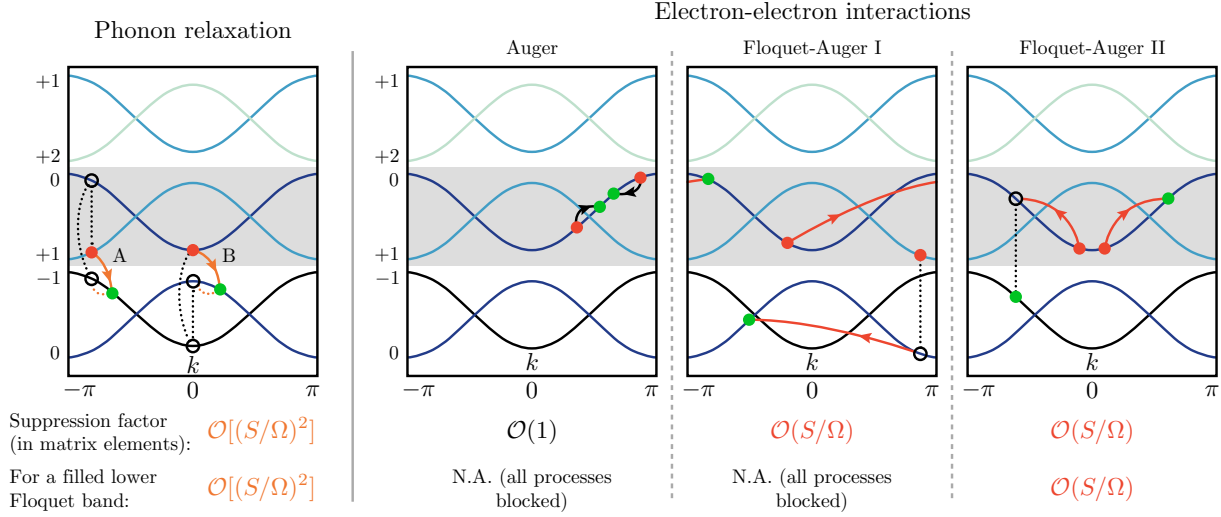 Electron-electron interactions
Phonon relaxation
Auger
Floquet-Auger I
Floquet-Auger II
+1
+2
0
+1
−1
0
A
B
k
k
k
k
−π
0
π
−π
0
π
−π
0
π
−π
0
π
+1
+2
0
+1
−1
0
Suppression factor
(in matrix elements):
𝒪[(S/Ω)²]
𝒪(1)
𝒪(S/Ω)
𝒪(S/Ω)
For a filled lower
Floquet band:
𝒪[(S/Ω)²]
N.A. (all processes
blocked)
N.A. (all processes
blocked)
𝒪(S/Ω)